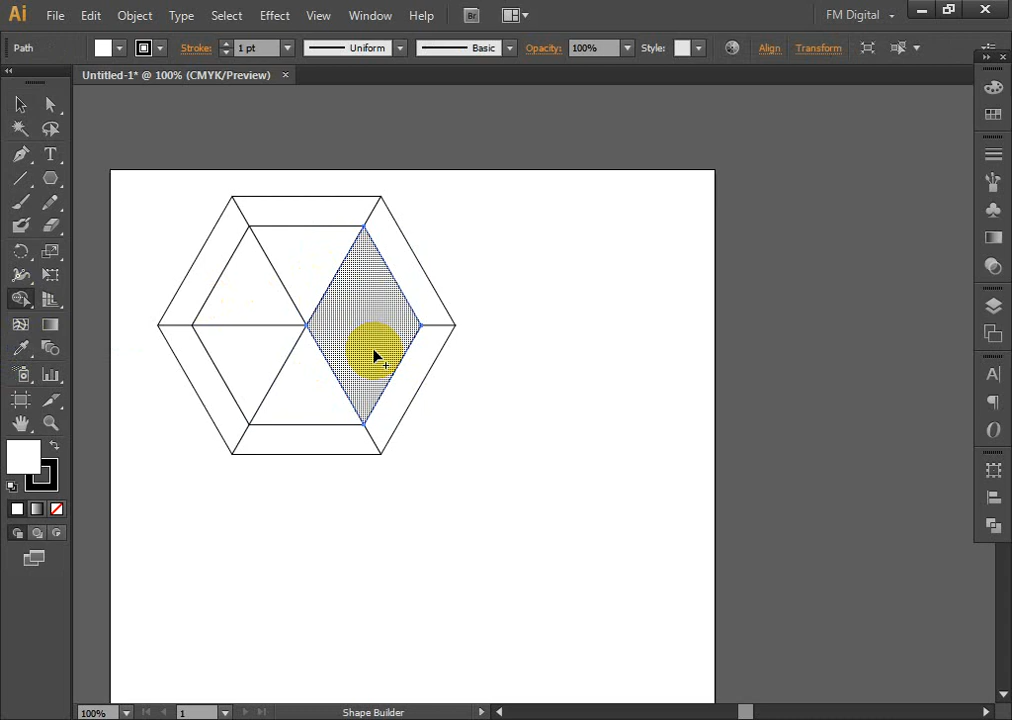 Ai File Edit Object Type Select Effect View Window Help Br FM Digital
Path Stroke: 1 pt Uniform Basic Opacity: 100% Style: Align Transform
Untitled-1* @ 100% (CMYK/Preview)
100% 1 Shape Builder